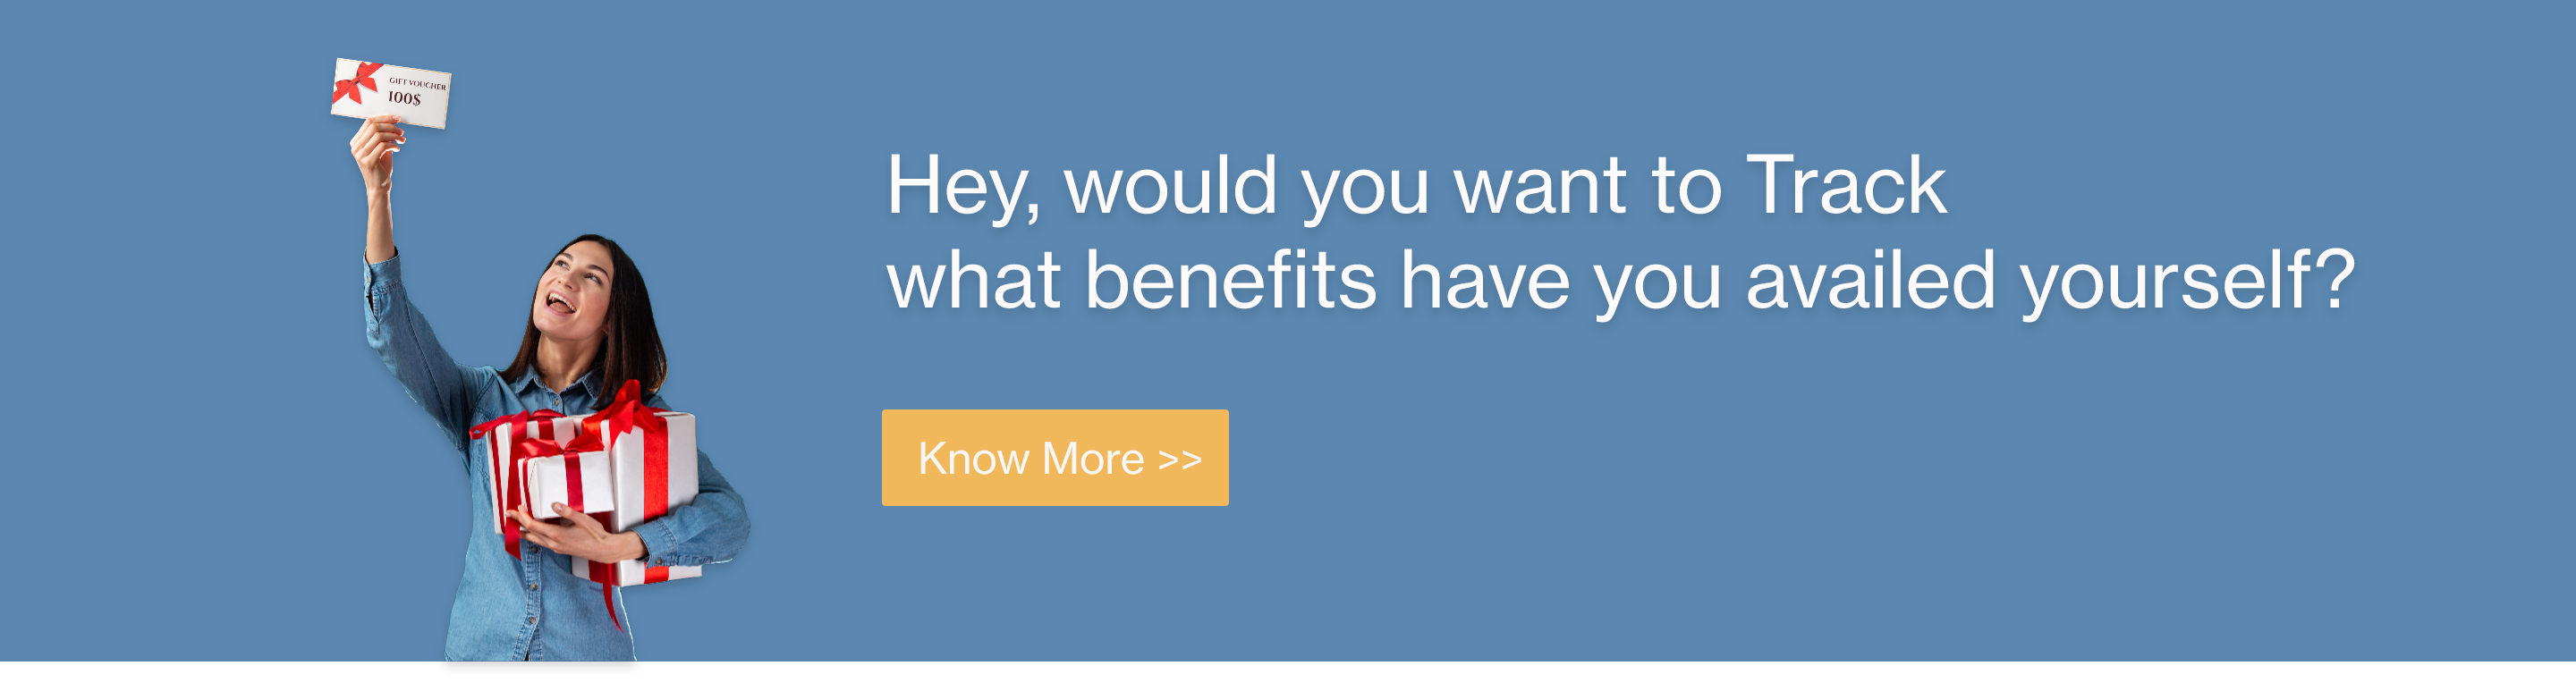 GIFT VOUCHER
100$
Hey, would you want to Track
what benefits have you availed yourself?
Know More >>